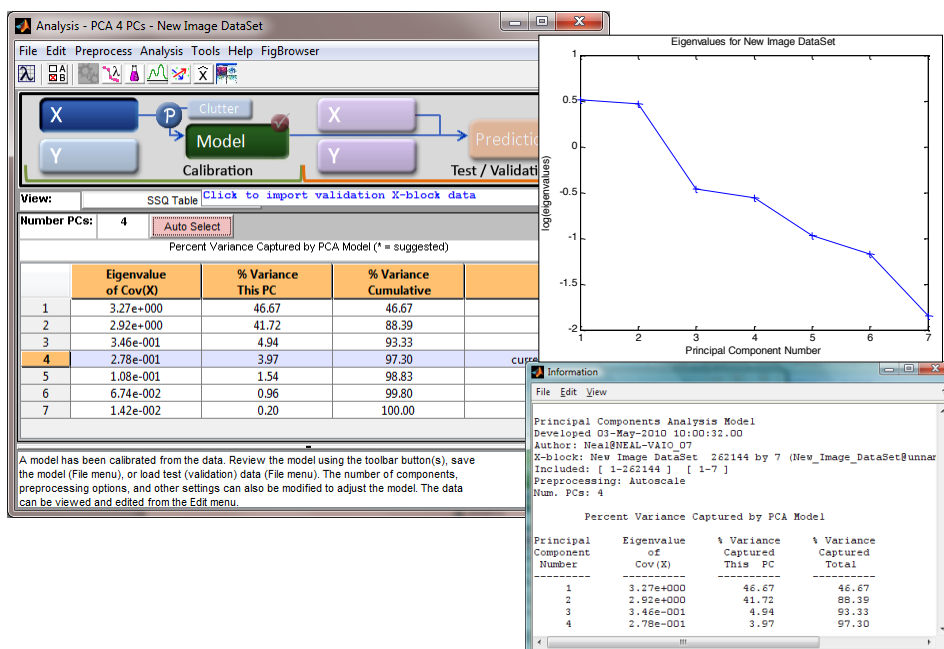 Analysis - PCA 4 PCs - New Image DataSet
File Edit Preprocess Analysis Tools Help FigBrowser
X
P
Clutter
Y
Model
X
Y
Calibration
Test /
View:
SSQ Table
Click to import validation X-block data
Number PCs:
4
Auto Select
Percent Variance Captured by PCA Model (* = suggested)
Eigenvalue of Cov(X) % Variance This PC % Variance Cumulative
1 3.27e+000 46.67 46.67
2 2.92e+000 41.72 88.39
3 3.46e-001 4.94 93.33
4 2.78e-001 3.97 97.30
5 1.08e-001 1.54 98.83
6 6.74e-002 0.96 99.80
7 1.42e-002 0.20 100.00
A model has been calibrated from the data. Review the model using the toolbar button(s), save
the model (File menu), or load test (validation) data (File menu). The number of components,
preprocessing options, and other settings can also be modified to adjust the model. The data
can be viewed and edited from the Edit menu.
Eigenvalues for New Image DataSet
log(eigenvalues)
1
0.5
0
-0.5
-1
-1.5
-2
1 2 3 4 5 6 7
Principal Component Number
Information
File Edit View
Principal Components Analysis Model
Developed 03-May-2010 10:00:32.00
Author: Neal@NEAL-VAIO_07
X-block: New Image DataSet 262144 by 7 (New_Image_DataSet@unnam
Included: [ 1-262144 ] [ 1-7 ]
Preprocessing: Autoscale
Num. PCs: 4
Percent Variance Captured by PCA Model
Principal Eigenvalue % Variance % Variance
Component of Captured Captured
Number Cov(X) This PC Total
--------- ---------- ---------- ----------
1 3.27e+000 46.67 46.67
2 2.92e+000 41.72 88.39
3 3.46e-001 4.94 93.33
4 2.78e-001 3.97 97.30